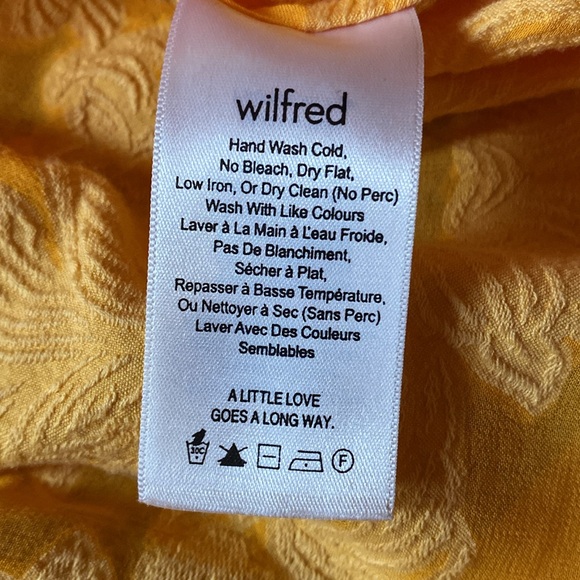 wilfred
Hand Wash Cold,
No Bleach, Dry Flat,
Low Iron, Or Dry Clean (No Perc)
Wash With Like Colours
Laver à La Main à L'eau Froide,
Pas De Blanchiment,
Sécher à Plat,
Repasser à Basse Température,
Ou Nettoyer à Sec (Sans Perc)
Laver Avec Des Couleurs
Semblables
A LITTLE LOVE
GOES A LONG WAY.
30C F